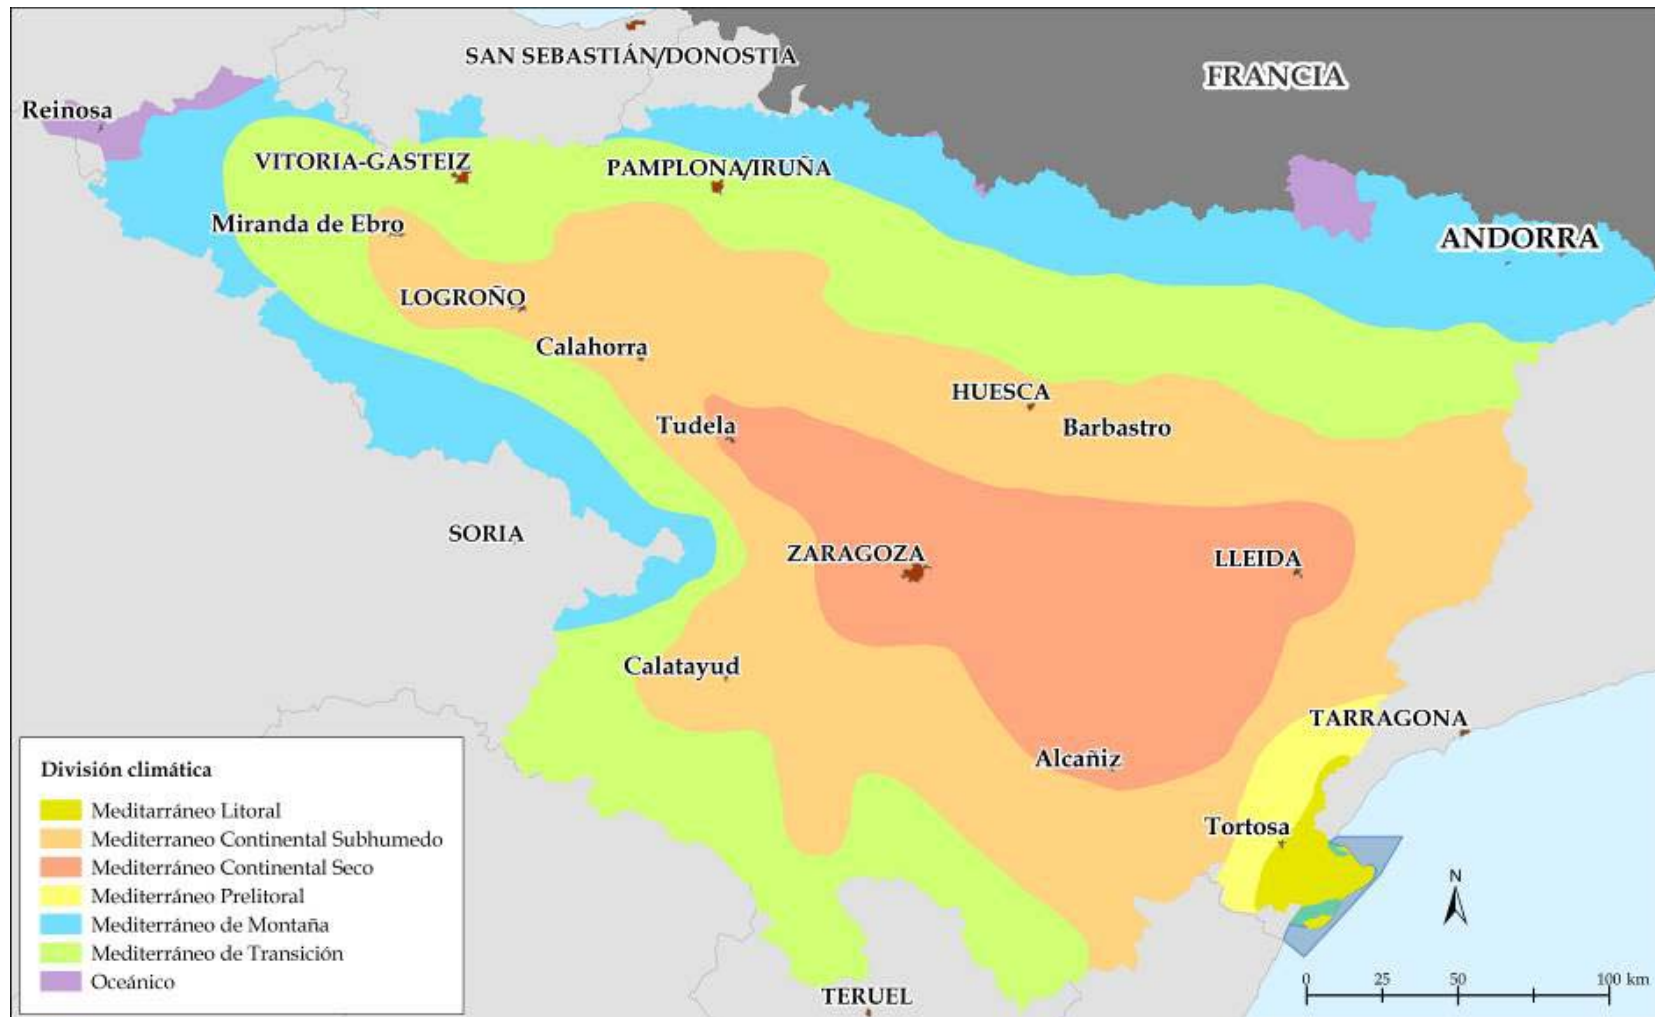 SAN SEBASTIÁN/DONOSTIA
FRANCIA
Reinosa
VITORIA-GASTEIZ
PAMPLONA/IRUÑA
Miranda de Ebro
ANDORRA
LOGROÑO
Calahorra
HUESCA
Tudela
Barbastro
SORIA
ZARAGOZA
LLEIDA
Calatayud
TARRAGONA
Alcañiz
Tortosa
TERUEL
División climática
Meditarráneo Litoral
Mediterraneo Continental Subhumedo
Mediterráneo Continental Seco
Mediterráneo Prelitoral
Mediterráneo de Montaña
Mediterráneo de Transición
Oceánico
N
0 25 50 100 km